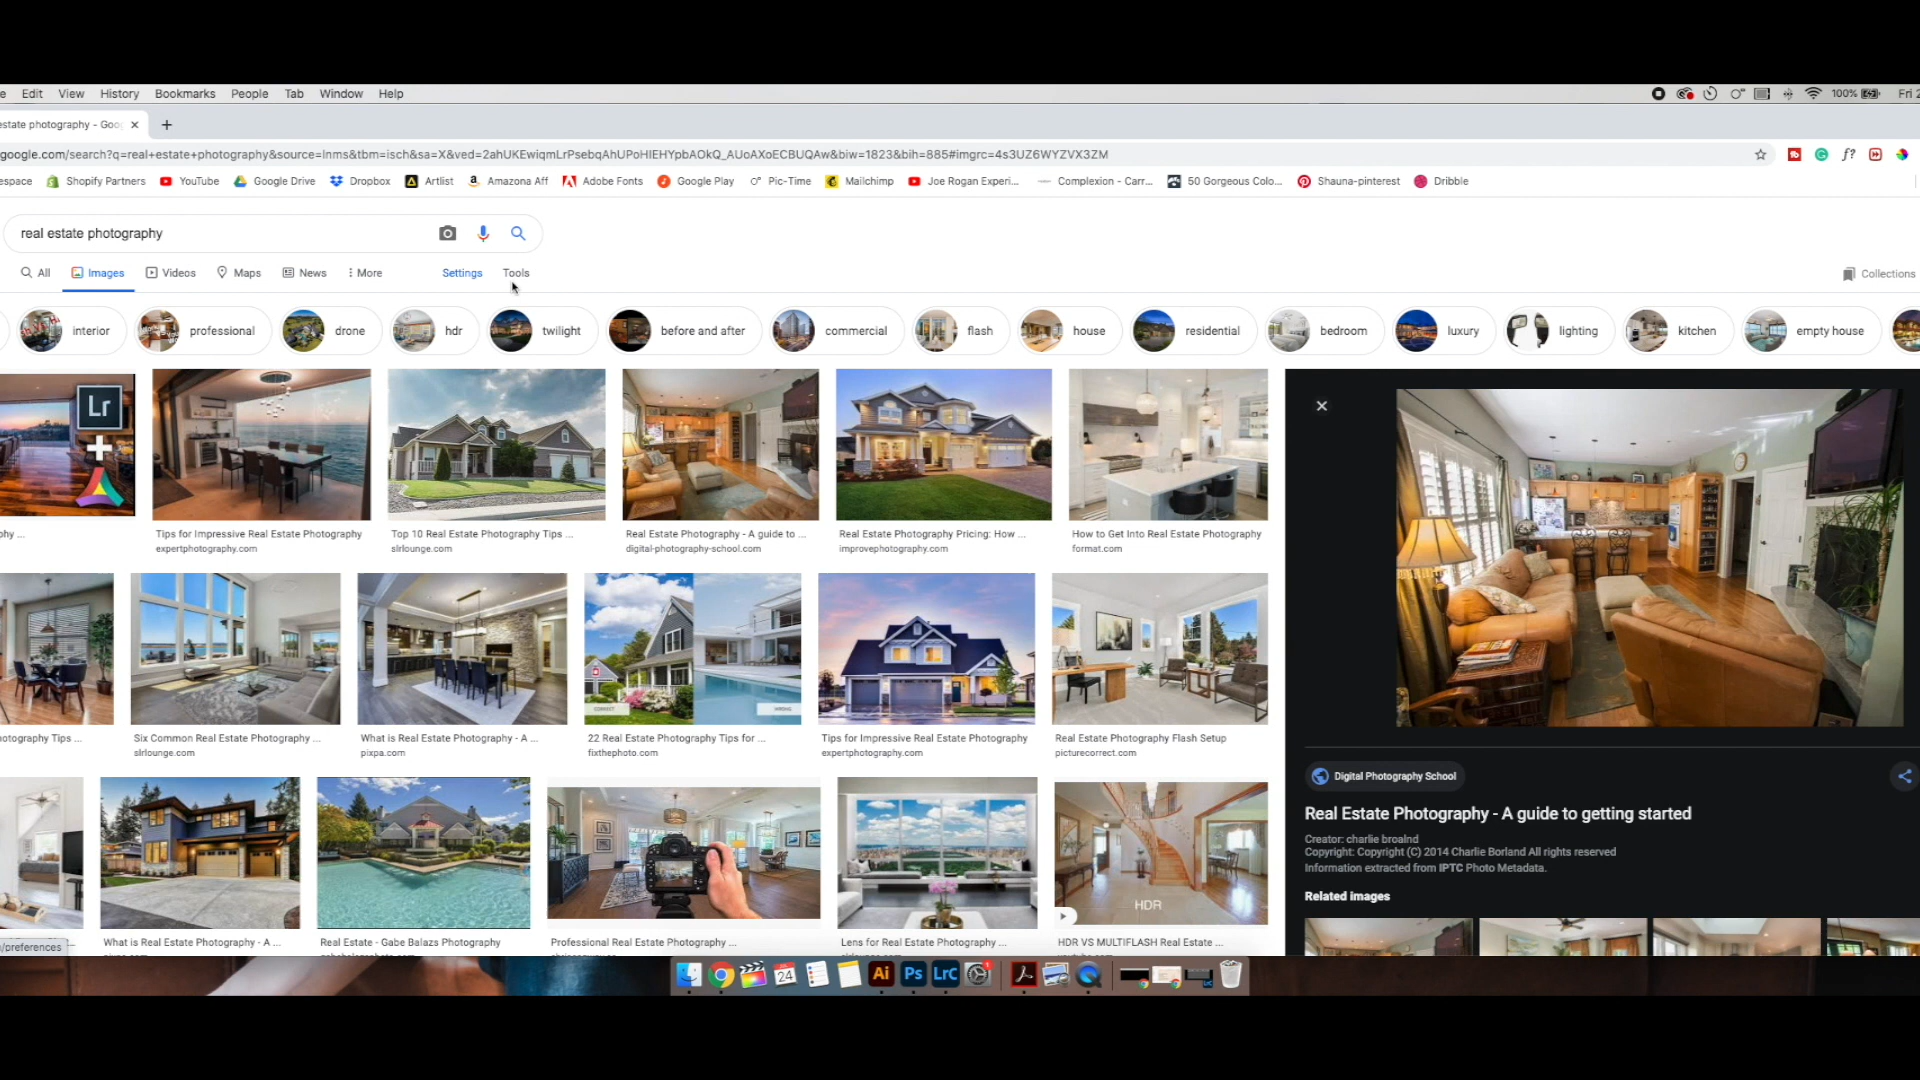 Edit View History Bookmarks People Tab Window Help
100% Fri 2
estate photography - Goo
google.com/search?q=real+estate+photography&source=lnms&tbm=isch&sa=X&ved=2ahUKEwiqmLrPsebqAhUPoHIEHYpbAOkQ_AUoAXoECBUQAw&biw=1823&bih=885#imgrc=4s3UZ6WYZVX3ZM
espace Shopify Partners YouTube Google Drive Dropbox Artlist Amazona Aff Adobe Fonts Google Play Pic-Time Mailchimp Joe Rogan Experi... Complexion - Carr... 50 Gorgeous Colo... Shauna-pinterest Dribble
real estate photography
All Images Videos Maps News More Settings Tools Collections
interior professional drone hdr twilight before and after commercial flash house residential bedroom luxury lighting kitchen empty house
Lr
hy ... Tips for Impressive Real Estate Photography Top 10 Real Estate Photography Tips ... Real Estate Photography - A guide to ... Real Estate Photography Pricing: How ... How to Get Into Real Estate Photography
expertphotography.com slrlounge.com digital-photography-school.com improvephotography.com format.com
CORRECT WRONG
otography Tips ... Six Common Real Estate Photography ... What is Real Estate Photography - A ... 22 Real Estate Photography Tips for ... Tips for Impressive Real Estate Photography Real Estate Photography Flash Setup
slrlounge.com pixpa.com fixthephoto.com expertphotography.com picturecorrect.com
HDR
/preferences What is Real Estate Photography - A ... Real Estate - Gabe Balazs Photography Professional Real Estate Photography ... Lens for Real Estate Photography ... HDR VS MULTIFLASH Real Estate ...
Digital Photography School
Real Estate Photography - A guide to getting started
Creator: charlie broalnd
Copyright: Copyright (C) 2014 Charlie Borland All rights reserved
Information extracted from IPTC Photo Metadata.
Related images
24 Ai Ps LrC